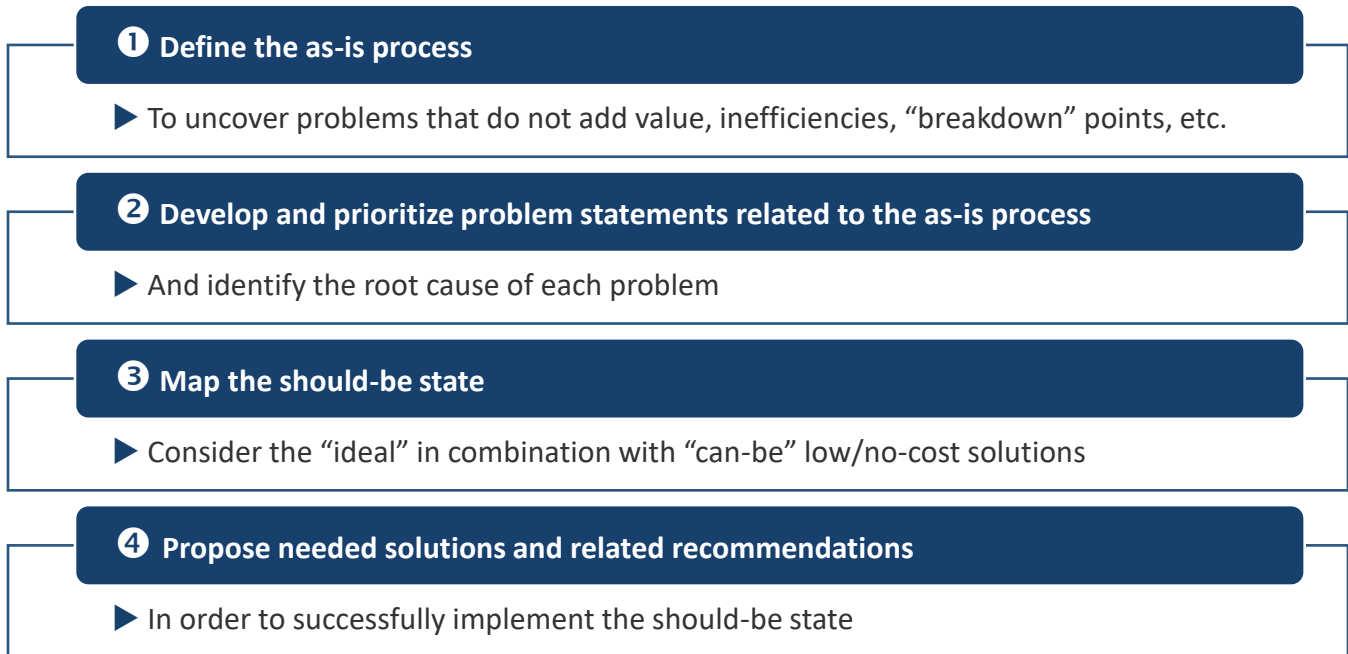 ❶ Define the as-is process
▶ To uncover problems that do not add value, inefficiencies, “breakdown” points, etc.
❷ Develop and prioritize problem statements related to the as-is process
▶ And identify the root cause of each problem
❸ Map the should-be state
▶ Consider the “ideal” in combination with “can-be” low/no-cost solutions
❹ Propose needed solutions and related recommendations
▶ In order to successfully implement the should-be state